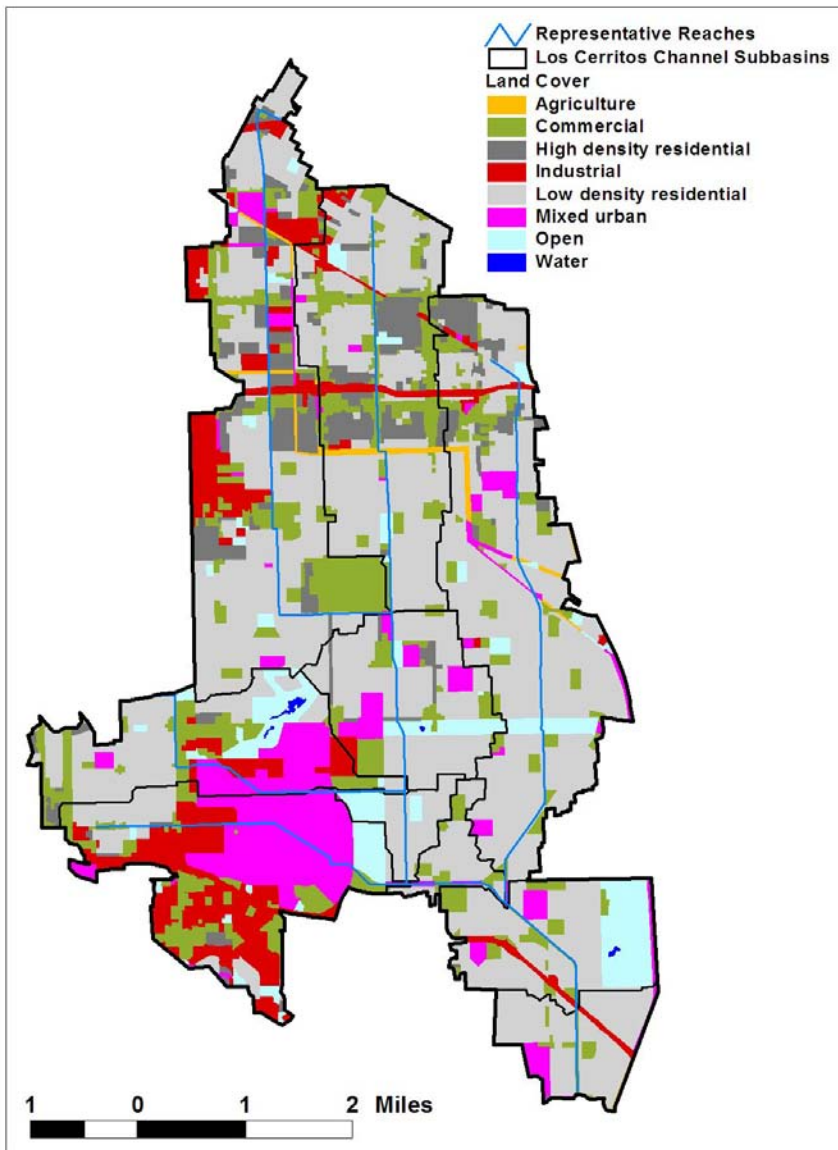 Representative Reaches
Los Cerritos Channel Subbasins
Land Cover
Agriculture
Commercial
High density residential
Industrial
Low density residential
Mixed urban
Open
Water
1 0 1 2 Miles